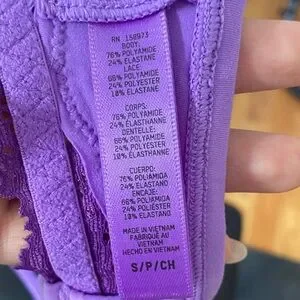 RN 158973
BODY:
76% POLYAMIDE
24% ELASTANE
LACE:
66% POLYAMIDE
24% POLYESTER
10% ELASTANE
CORPS:
76% POLYAMIDE
24% ÉLASTHANNE
DENTELLE:
66% POLYAMIDE
24% POLYESTER
10% ÉLASTHANNE
CUERPO:
76% POLIAMIDA
24% ELASTANO
ENCAJE:
66% POLIAMIDA
24% POLIÉSTER
10% ELASTANO
MADE IN VIETNAM
FABRIQUÉ AU
VIETNAM
HECHO EN VIETNAM
S/P/CH